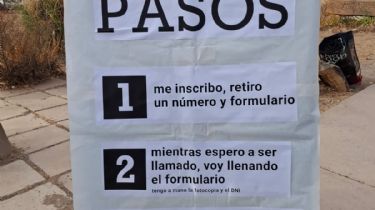 PASOS
1 me inscribo, retiro
un número y formulario
2 mientras espero a ser
llamado, voy llenando
el formulario
tengo a mano la fotocopia y el DNI